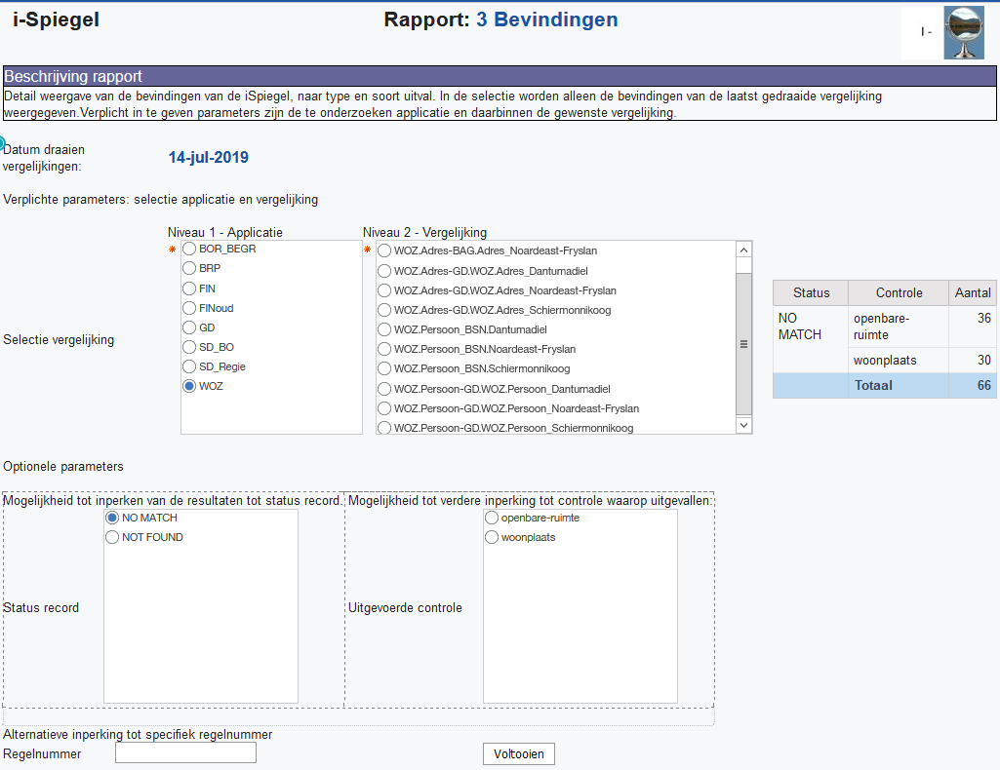 i-Spiegel
Rapport: 3 Bevindingen
I -
Beschrijving rapport
Detail weergave van de bevindingen van de iSpiegel, naar type en soort uitval. In de selectie worden alleen de bevindingen van de laatst gedraaide vergelijking
weergegeven.Verplicht in te geven parameters zijn de te onderzoeken applicatie en daarbinnen de gewenste vergelijking.
Datum draaien
vergelijkingen:
14-jul-2019
Verplichte parameters: selectie applicatie en vergelijking
Selectie vergelijking
Niveau 1 - Applicatie
BOR_BEGR
BRP
FIN
FINoud
GD
SD_BO
SD_Regie
WOZ
Niveau 2 - Vergelijking
WOZ.Adres-BAG.Adres_Noardeast-Fryslan
WOZ.Adres-GD.WOZ.Adres_Dantumadiel
WOZ.Adres-GD.WOZ.Adres_Noardeast-Fryslan
WOZ.Adres-GD.WOZ.Adres_Schiermonnikoog
WOZ.Persoon_BSN.Dantumadiel
WOZ.Persoon_BSN.Noardeast-Fryslan
WOZ.Persoon_BSN.Schiermonnikoog
WOZ.Persoon-GD.WOZ.Persoon_Dantumadiel
WOZ.Persoon-GD.WOZ.Persoon_Noardeast-Fryslan
WOZ.Persoon-GD.WOZ.Persoon_Schiermonnikoog
Status Controle Aantal
NO MATCH openbare-ruimte 36
woonplaats 30
Totaal 66
Optionele parameters
Mogelijkheid tot inperken van de resultaten tot status record.
Status record
NO MATCH
NOT FOUND
Mogelijkheid tot verdere inperking tot controle waarop uitgevallen:
Uitgevoerde controle
openbare-ruimte
woonplaats
Alternatieve inperking tot specifiek regelnummer
Regelnummer
Voltooien